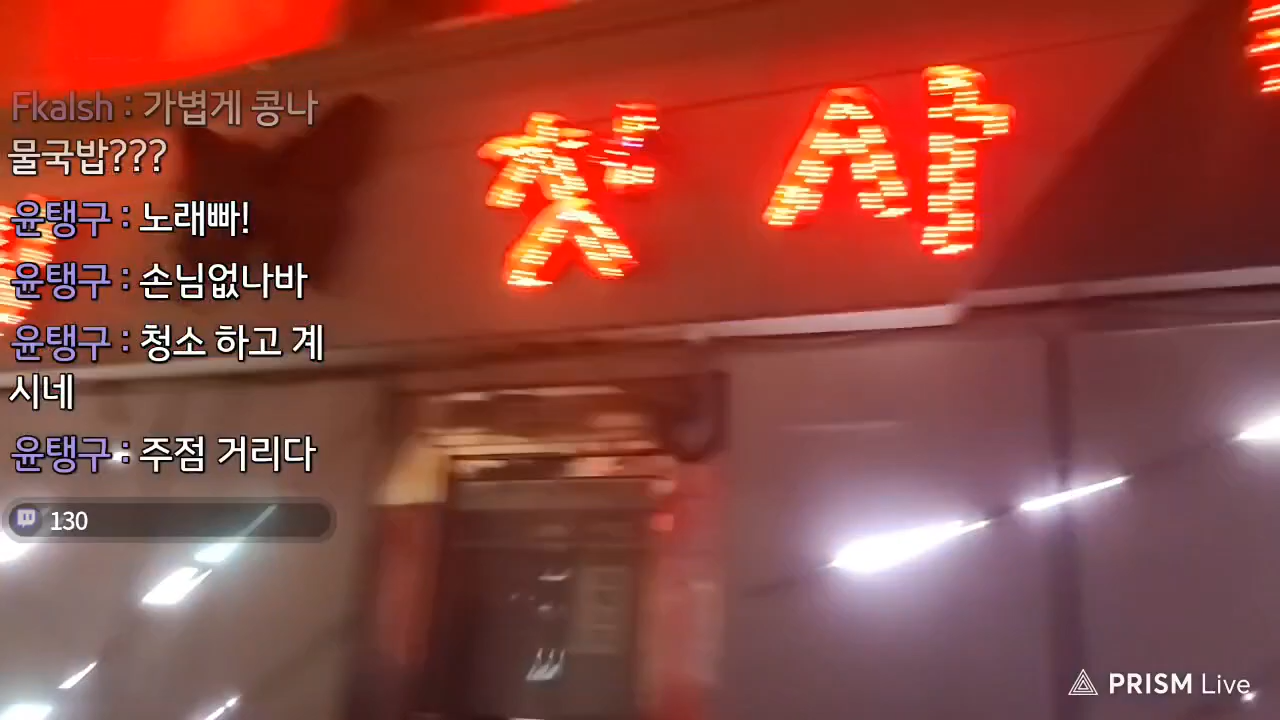 Fkalsh : 가볍게 콩나
물국밥???
윤탱구 : 노래빠!
윤탱구 : 손님없나바
윤탱구 : 청소 하고 계
시네
윤탱구 : 주점 거리다
130
첫사
PRISM Live